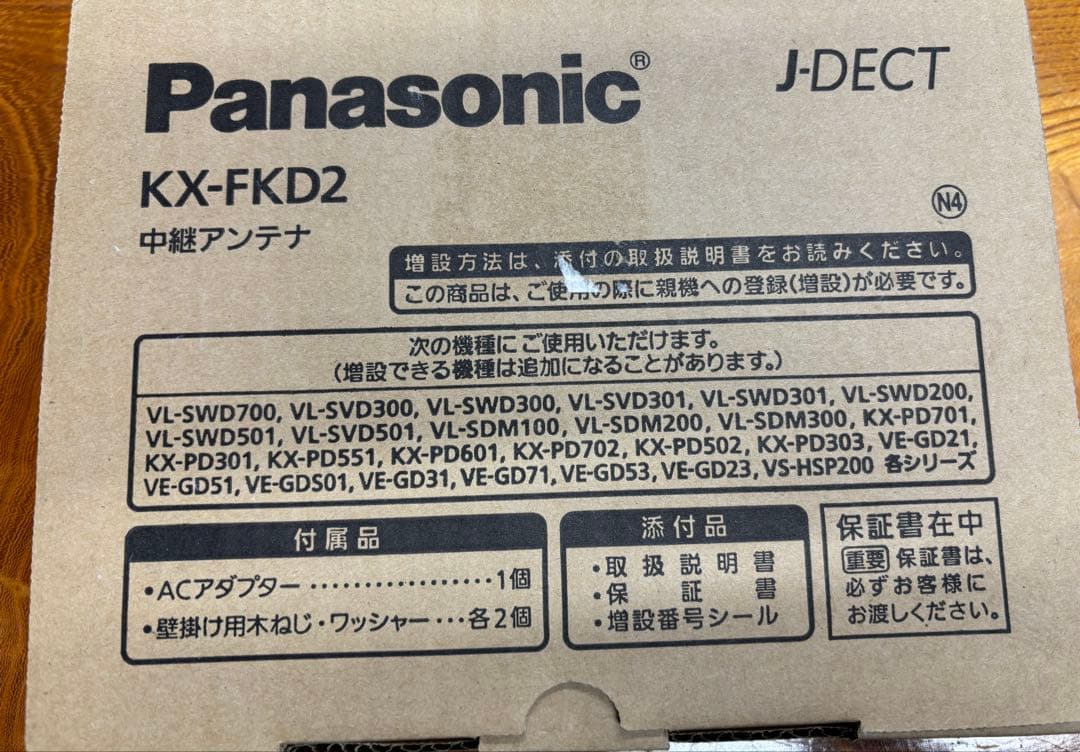 Panasonic®
J-DECT
KX-FKD2
N4
中継アンテナ
増設方法は、添付の取扱説明書をお読みください。
この商品は、ご使用の際に親機への登録(増設)が必要です。
次の機種にご使用いただけます。
(増設できる機種は追加になることがあります。)
VL-SWD700, VL-SVD300, VL-SWD300, VL-SVD301, VL-SWD301, VL-SWD200,
VL-SWD501, VL-SVD501, VL-SDM100, VL-SDM200, VL-SDM300, KX-PD701,
KX-PD301, KX-PD551, KX-PD601, KX-PD702, KX-PD502, KX-PD303, VE-GD21,
VE-GD51, VE-GDS01, VE-GD31, VE-GD71, VE-GD53, VE-GD23, VS-HSP200 各シリーズ
付属品
•ACアダプター ··················1個
•壁掛け用木ねじ・ワッシャー ···各2個
添付品
•取扱説明書
•保証書
•増設番号シール
保証書在中
重要 保証書は、
必ずお客様に
お渡しください。